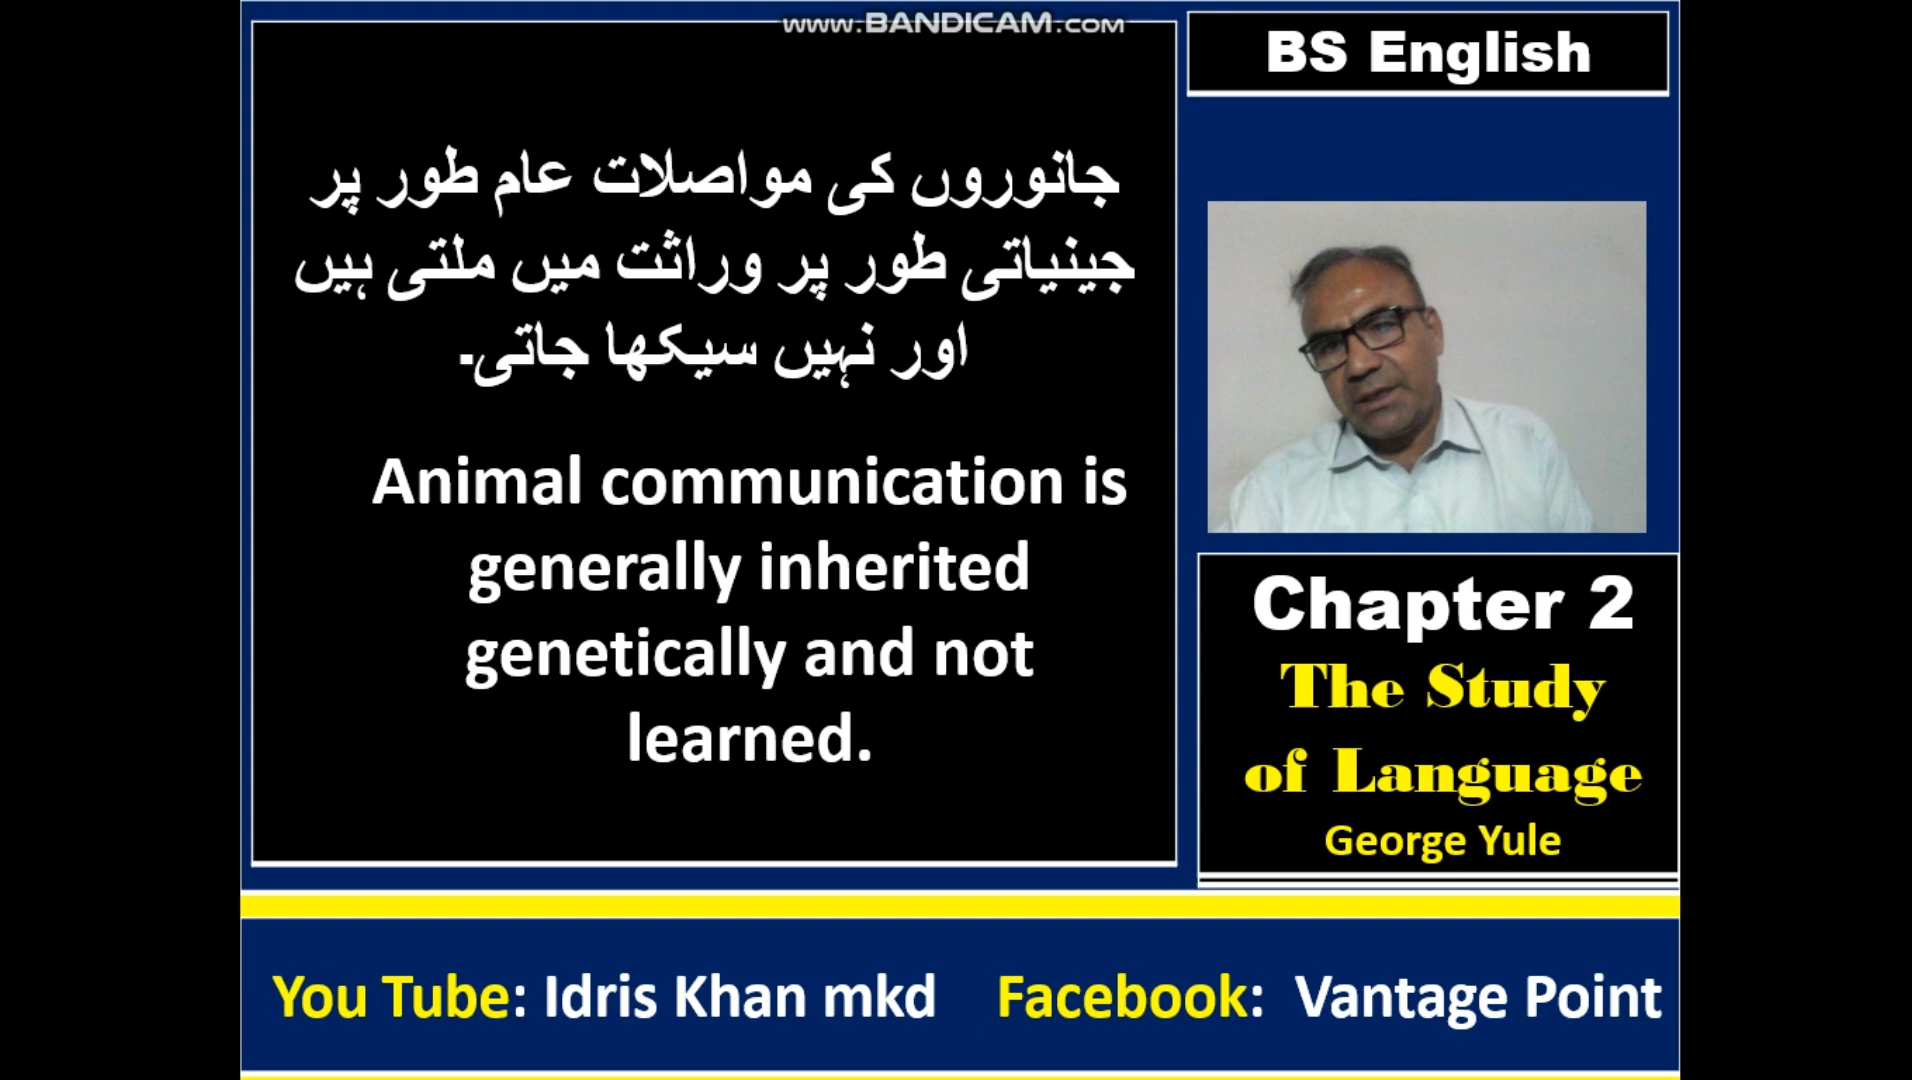 www.BANDICAM.com
BS English
جانوروں کی مواصلات عام طور پر
جینیاتی طور پر وراثت میں ملتی ہیں
اور نہیں سیکھا جاتی۔
Animal communication is
generally inherited
genetically and not
learned.
Chapter 2
The Study
of Language
George Yule
You Tube: Idris Khan mkd Facebook: Vantage Point